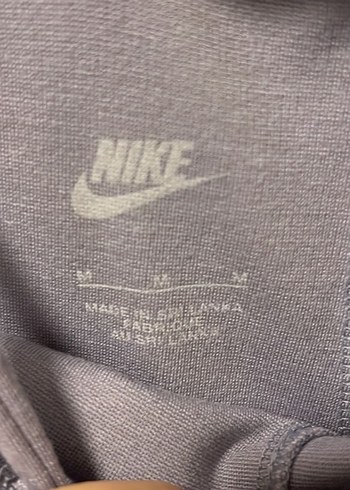 NIKE
M M M
MADE IN SRI LANKA
FABRIQUÉ
AU SRI LANKA